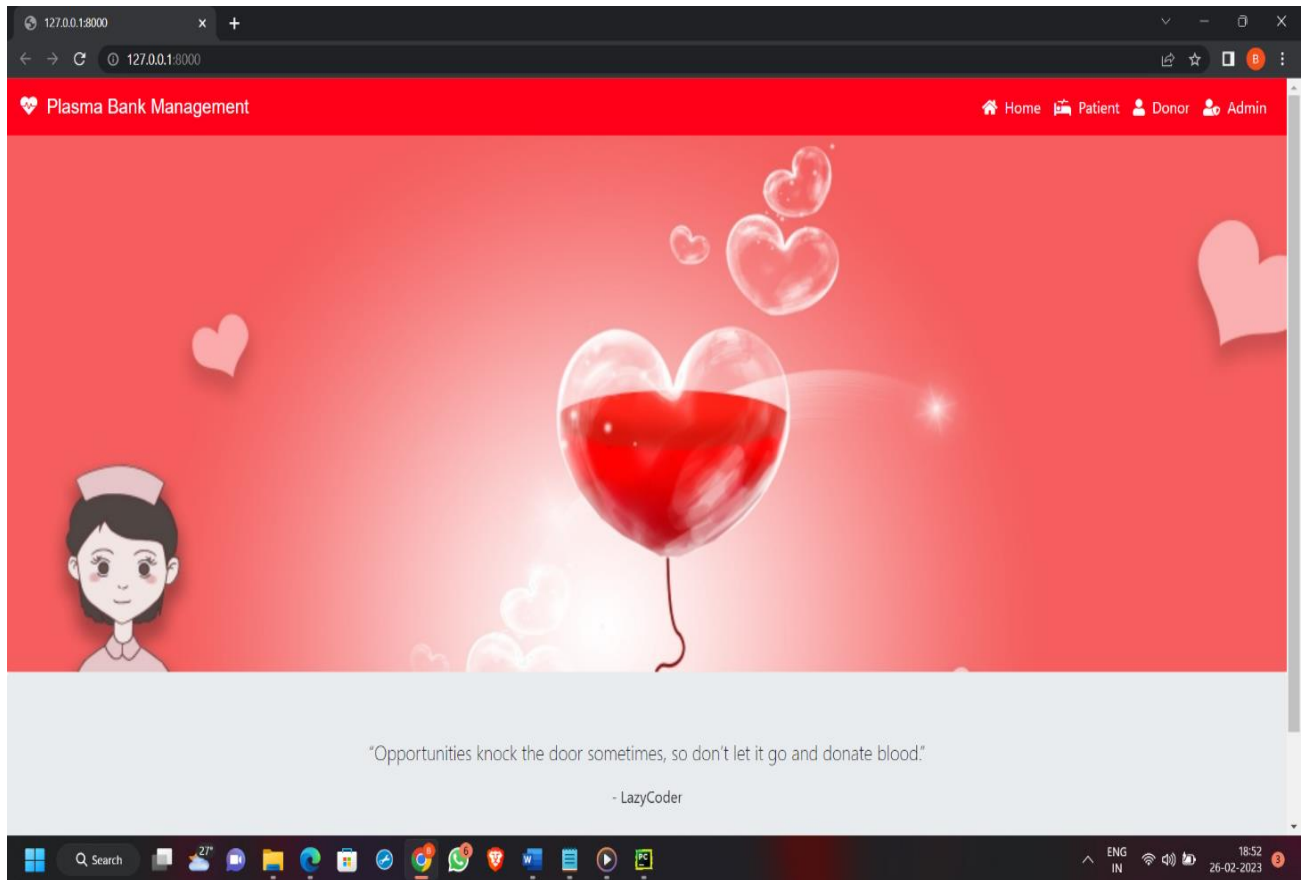 127.0.0.1:8000
127.0.0.1:8000
B
Plasma Bank Management
Home Patient Donor Admin
“Opportunities knock the door sometimes, so don't let it go and donate blood.”
- LazyCoder
27°
Search
ENG
IN
18:52
26-02-2023
3